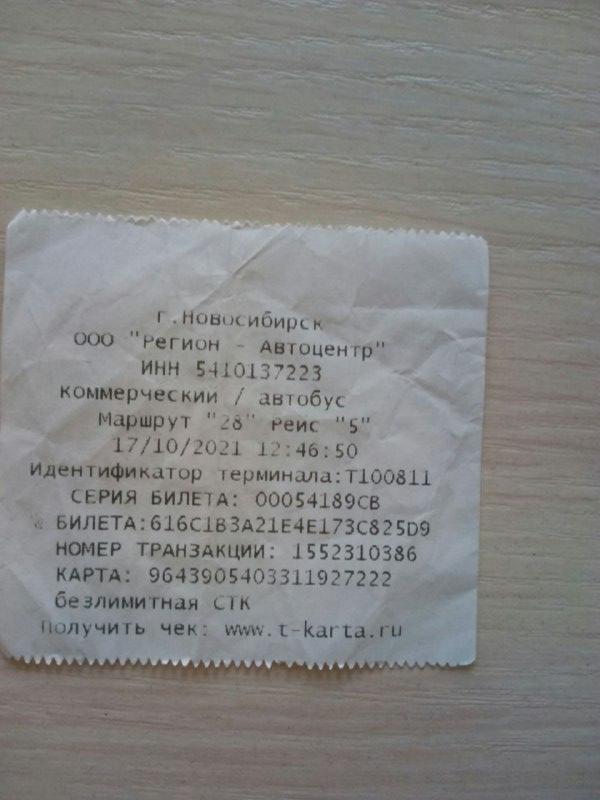 г.Новосибирск
ООО "Регион - Автоцентр"
ИНН 5410137223
коммерческий / автобус
Маршрут "28" Рейс "5"
17/10/2021 12:46:50
Идентификатор терминала:Т100811
СЕРИЯ БИЛЕТА: 00054189СВ
№ БИЛЕТА:616C1B3A21E4E173C825D9
НОМЕР ТРАНЗАКЦИИ: 1552310386
КАРТА: 9643905403311927222
безлимитная СТК
Получить чек: www.t-karta.ru